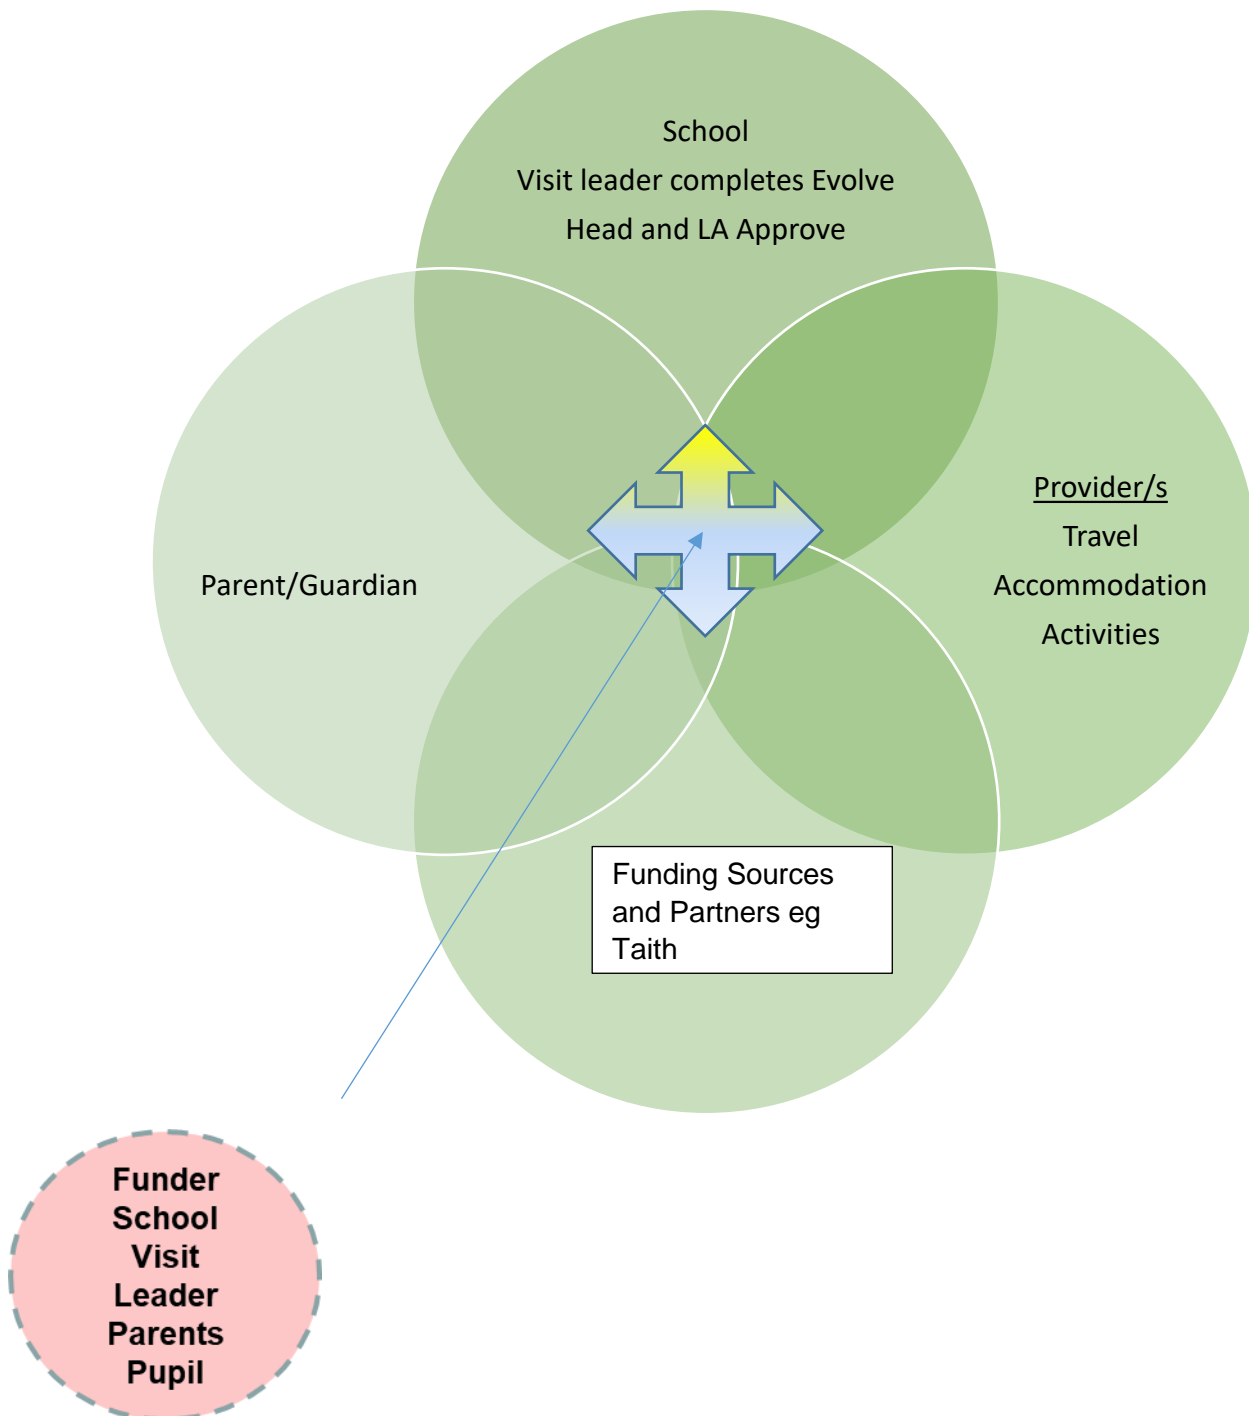 School
Visit leader completes Evolve
Head and LA Approve
Parent/Guardian
Provider/s
Travel
Accommodation
Activities
Funding Sources
and Partners eg
Taith
Funder
School
Visit
Leader
Parents
Pupil